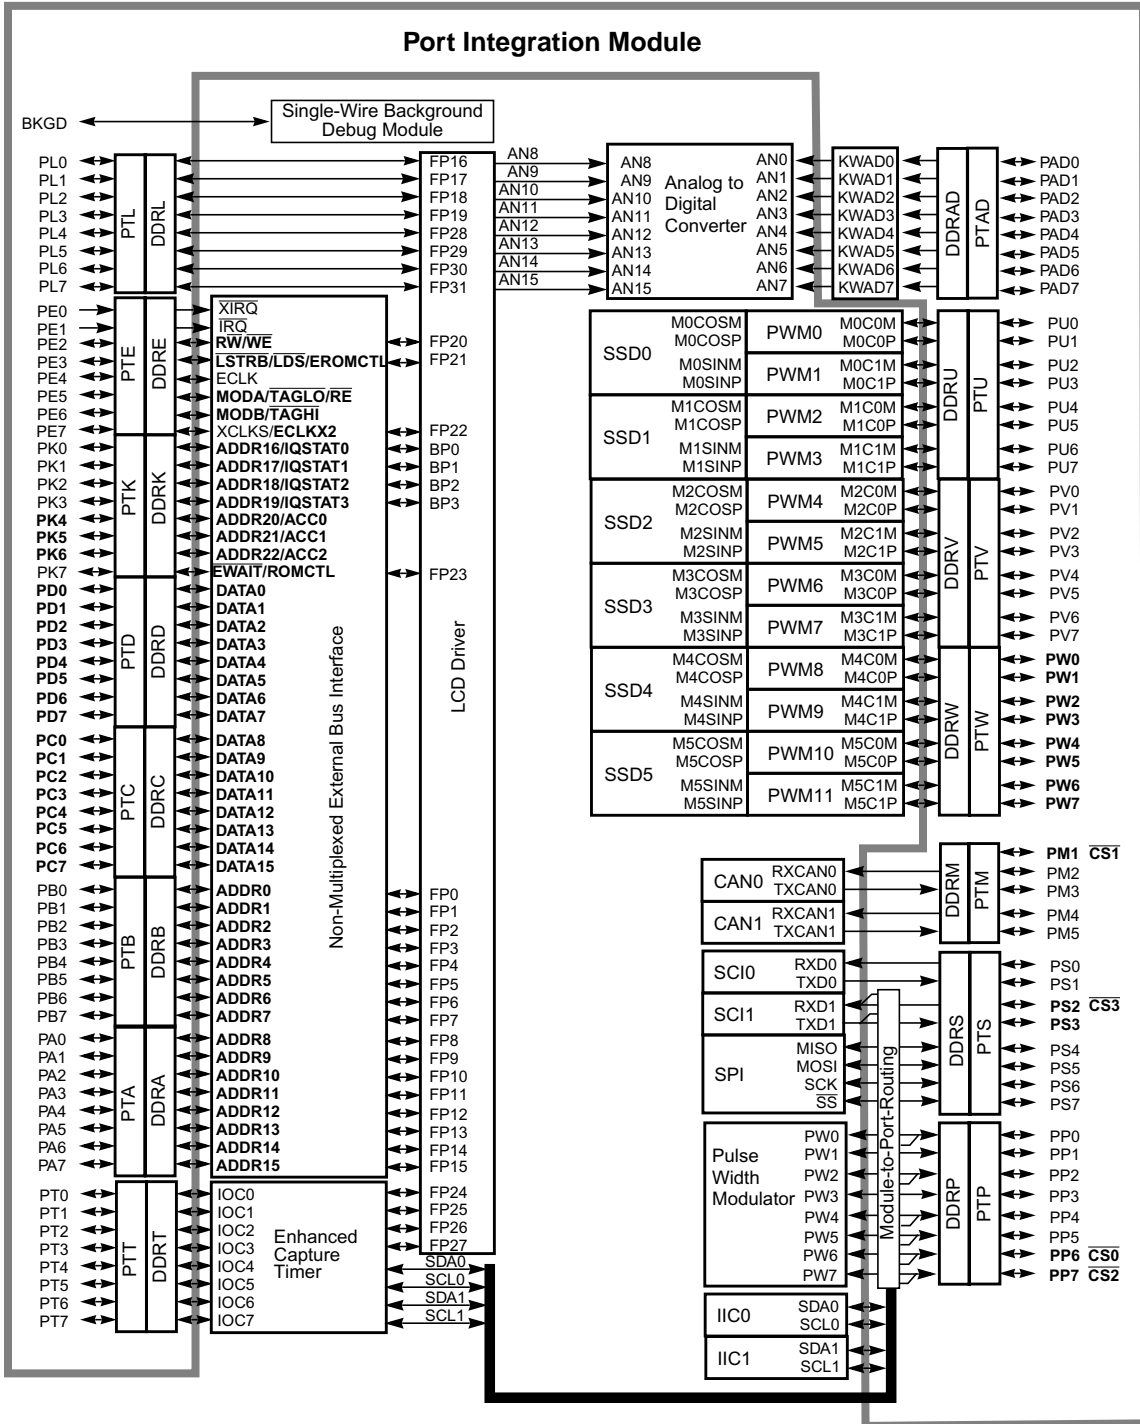 Port Integration Module
BKGD
Single-Wire Background
Debug Module
PL0
PL1
PL2
PL3
PL4
PL5
PL6
PL7
PTL
DDRL
PE0
PE1
PE2
PE3
PE4
PE5
PE6
PE7
PTE
DDRE
XIRQ
IRQ
RW/WE
LSTRB/LDS/EROMCTL
ECLK
MODA/TAGLO/RE
MODB/TAGHI
XCLKS/ECLKX2
PK0
PK1
PK2
PK3
PK4
PK5
PK6
PK7
PTK
DDRK
ADDR16/IQSTAT0
ADDR17/IQSTAT1
ADDR18/IQSTAT2
ADDR19/IQSTAT3
ADDR20/ACC0
ADDR21/ACC1
ADDR22/ACC2
EWAIT/ROMCTL
PD0
PD1
PD2
PD3
PD4
PD5
PD6
PD7
PTD
DDRD
DATA0
DATA1
DATA2
DATA3
DATA4
DATA5
DATA6
DATA7
PC0
PC1
PC2
PC3
PC4
PC5
PC6
PC7
PTC
DDRC
DATA8
DATA9
DATA10
DATA11
DATA12
DATA13
DATA14
DATA15
PB0
PB1
PB2
PB3
PB4
PB5
PB6
PB7
PTB
DDRB
ADDR0
ADDR1
ADDR2
ADDR3
ADDR4
ADDR5
ADDR6
ADDR7
PA0
PA1
PA2
PA3
PA4
PA5
PA6
PA7
PTA
DDRA
ADDR8
ADDR9
ADDR10
ADDR11
ADDR12
ADDR13
ADDR14
ADDR15
Non-Multiplexed External Bus Interface
PT0
PT1
PT2
PT3
PT4
PT5
PT6
PT7
PTT
DDRT
IOC0
IOC1
IOC2
IOC3
IOC4
IOC5
IOC6
IOC7
Enhanced
Capture
Timer
FP16
FP17
FP18
FP19
FP28
FP29
FP30
FP31
FP20
FP21
FP22
BP0
BP1
BP2
BP3
FP23
LCD Driver
FP0
FP1
FP2
FP3
FP4
FP5
FP6
FP7
FP8
FP9
FP10
FP11
FP12
FP13
FP14
FP15
FP24
FP25
FP26
FP27
SDA0
SCL0
SDA1
SCL1
AN8
AN9
AN10
AN11
AN12
AN13
AN14
AN15
AN8
AN9
AN10
AN11
AN12
AN13
AN14
AN15
Analog to
Digital
Converter
AN0
AN1
AN2
AN3
AN4
AN5
AN6
AN7
KWAD0
KWAD1
KWAD2
KWAD3
KWAD4
KWAD5
KWAD6
KWAD7
DDRAD
PTAD
PAD0
PAD1
PAD2
PAD3
PAD4
PAD5
PAD6
PAD7
SSD0
M0COSM
M0COSP
M0SINM
M0SINP
PWM0
M0C0M
M0C0P
PWM1
M0C1M
M0C1P
SSD1
M1COSM
M1COSP
M1SINM
M1SINP
PWM2
M1C0M
M1C0P
PWM3
M1C1M
M1C1P
DDRU
PTU
PU0
PU1
PU2
PU3
PU4
PU5
PU6
PU7
SSD2
M2COSM
M2COSP
M2SINM
M2SINP
PWM4
M2C0M
M2C0P
PWM5
M2C1M
M2C1P
SSD3
M3COSM
M3COSP
M3SINM
M3SINP
PWM6
M3C0M
M3C0P
PWM7
M3C1M
M3C1P
DDRV
PTV
PV0
PV1
PV2
PV3
PV4
PV5
PV6
PV7
SSD4
M4COSM
M4COSP
M4SINM
M4SINP
PWM8
M4C0M
M4C0P
PWM9
M4C1M
M4C1P
SSD5
M5COSM
M5COSP
M5SINM
M5SINP
PWM10
M5C0M
M5C0P
PWM11
M5C1M
M5C1P
DDRW
PTW
PW0
PW1
PW2
PW3
PW4
PW5
PW6
PW7
CAN0
RXCAN0
TXCAN0
CAN1
RXCAN1
TXCAN1
DDRM
PTM
PM1 CS1
PM2
PM3
PM4
PM5
SCI0
RXD0
TXD0
SCI1
RXD1
TXD1
SPI
MISO
MOSI
SCK
SS
DDRS
PTS
PS0
PS1
PS2 CS3
PS3
PS4
PS5
PS6
PS7
Module-to-Port-Routing
Pulse
Width
Modulator
PW0
PW1
PW2
PW3
PW4
PW5
PW6
PW7
DDRP
PTP
PP0
PP1
PP2
PP3
PP4
PP5
PP6 CS0
PP7 CS2
IIC0
SDA0
SCL0
IIC1
SDA1
SCL1